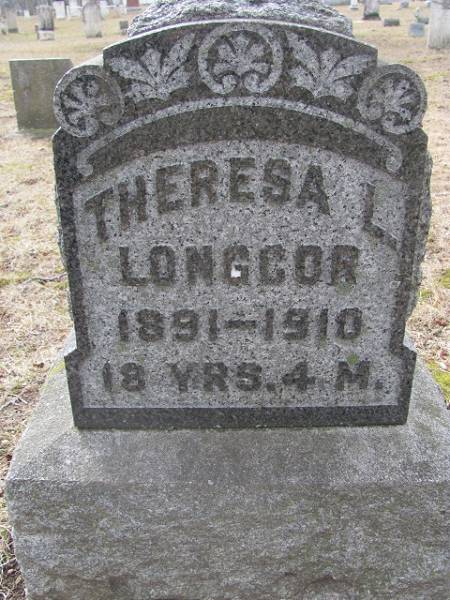 THERESA L.
LONGCOR
1891-1910
18 YRS. 4 M.